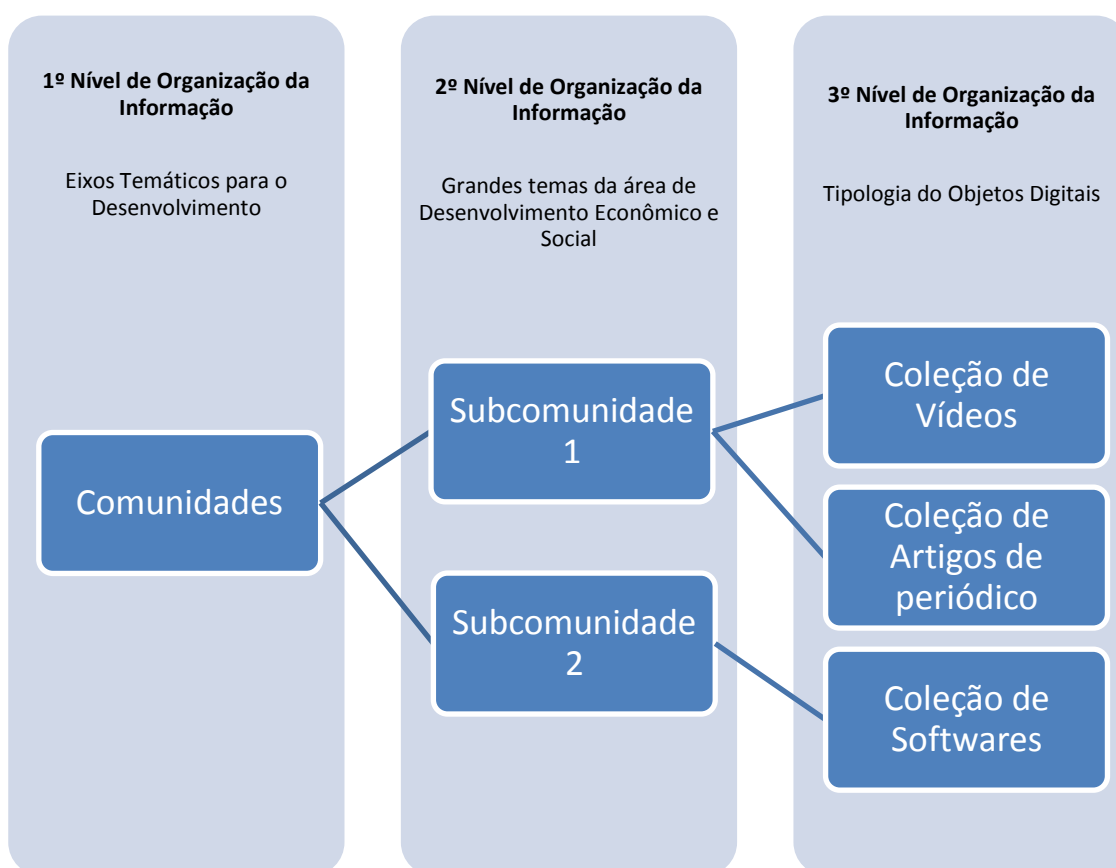 1º Nível de Organização da
Informação
Eixos Temáticos para o
Desenvolvimento
Comunidades
2º Nível de Organização da
Informação
Grandes temas da área de
Desenvolvimento Econômico e
Social
Subcomunidade
1
Subcomunidade
2
3º Nível de Organização da
Informação
Tipologia do Objetos Digitais
Coleção de
Vídeos
Coleção de
Artigos de
periódico
Coleção de
Softwares